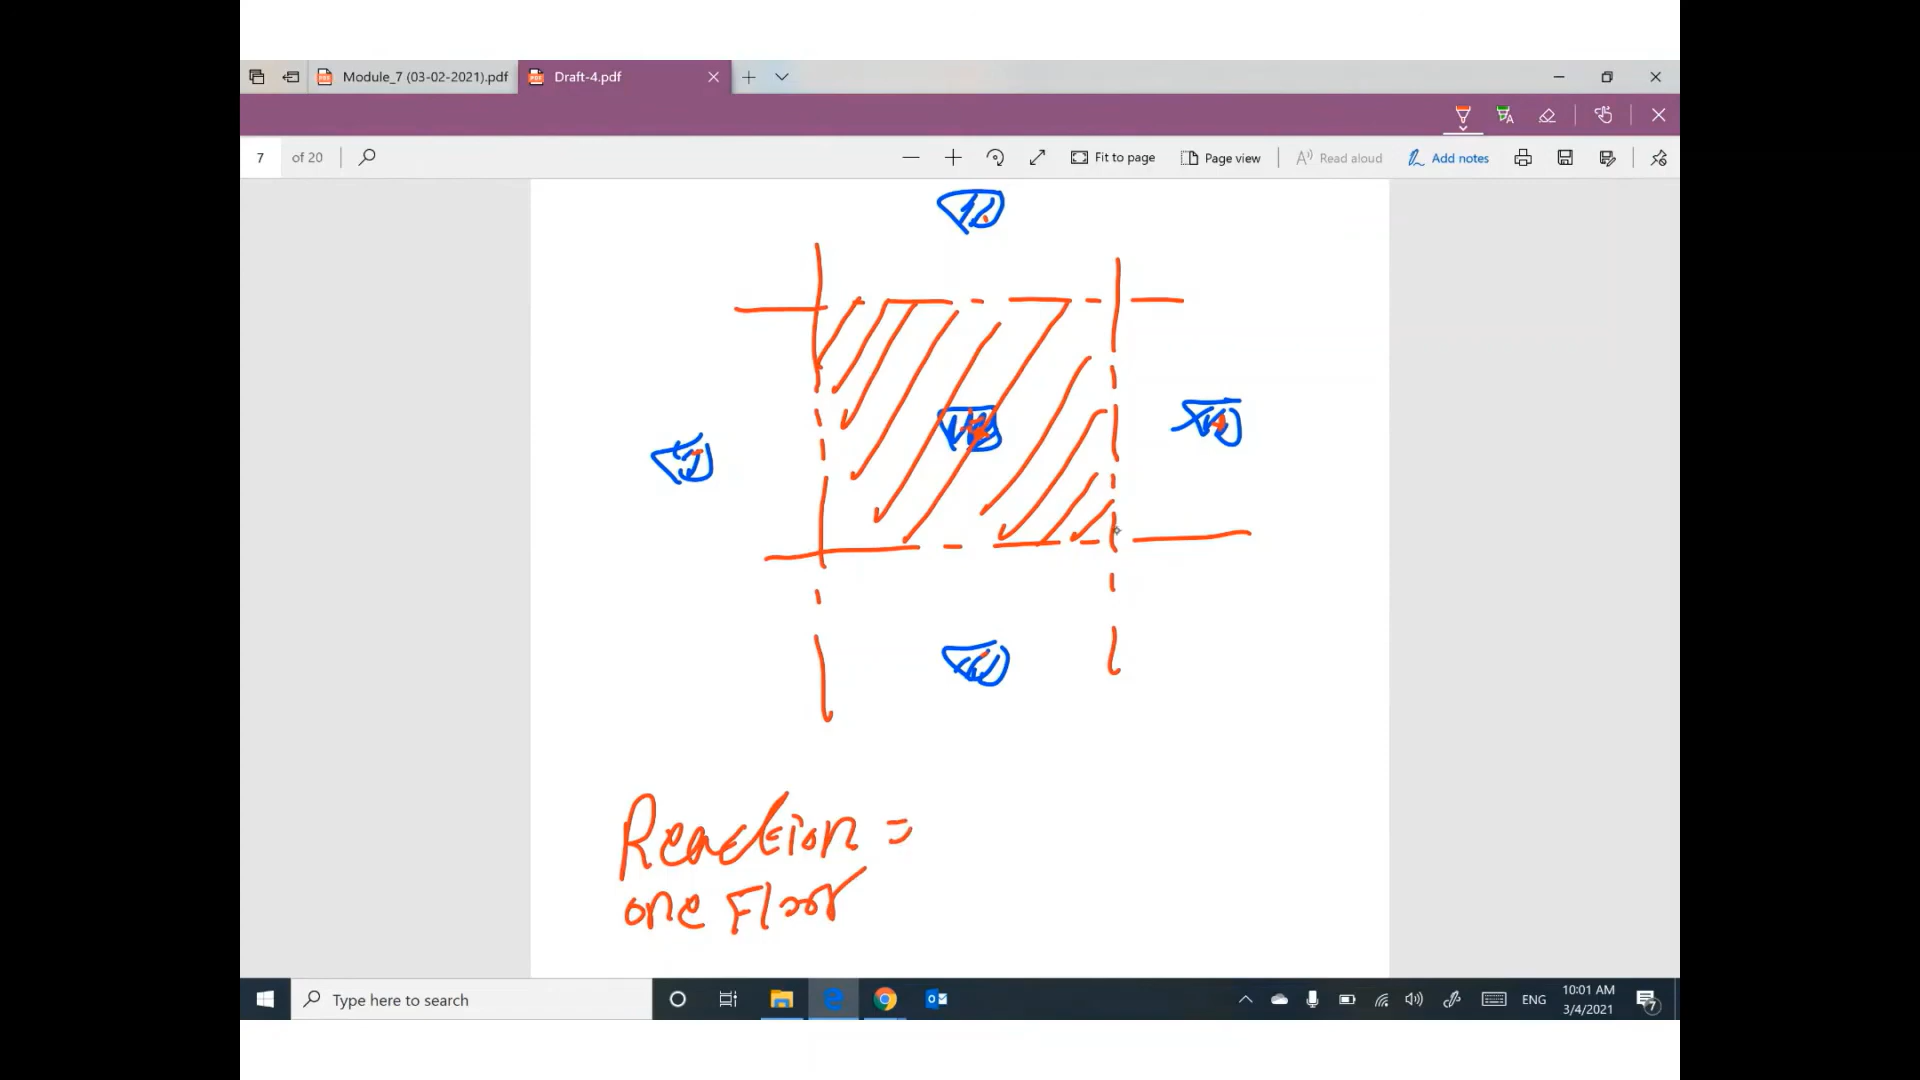 Module_7 (03-02-2021).pdf
Draft-4.pdf
7 of 20
Fit to page
Page view
Read aloud
Add notes
Reaction =
one Floor
Type here to search
ENG
10:01 AM
3/4/2021
7